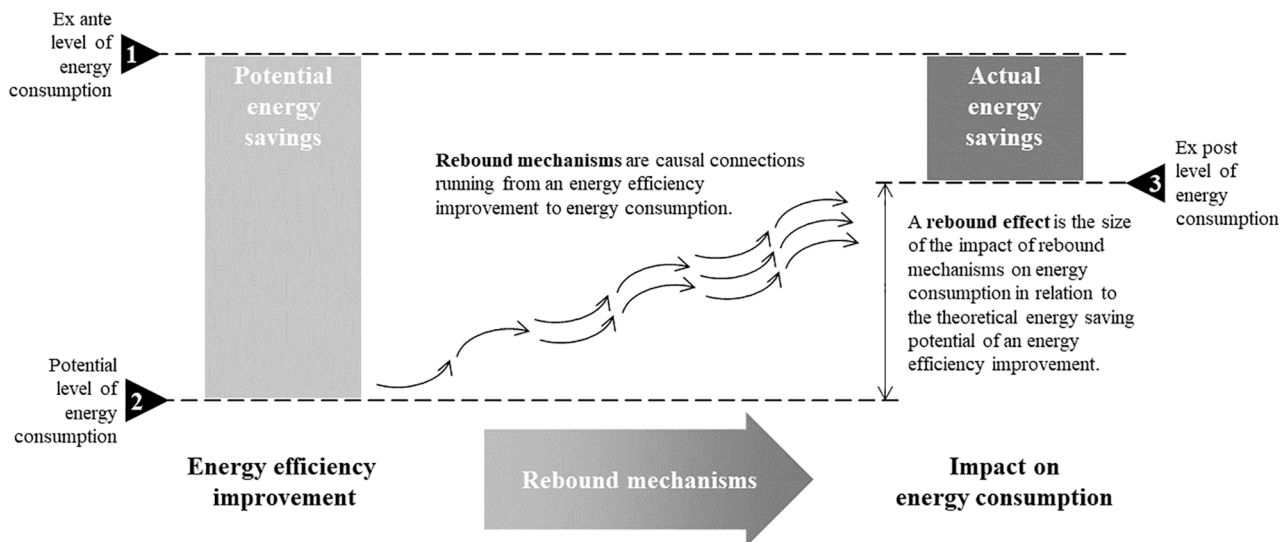 Ex ante
level of
energy
consumption
1
Potential
energy
savings
Actual
energy
savings
Rebound mechanisms are causal connections
running from an energy efficiency
improvement to energy consumption.
Ex post
level of
energy
consumption
3
A rebound effect is the size
of the impact of rebound
mechanisms on energy
consumption in relation to
the theoretical energy saving
potential of an energy
efficiency improvement.
Potential
level of
energy
consumption
2
Energy efficiency
improvement
Rebound mechanisms
Impact on
energy consumption